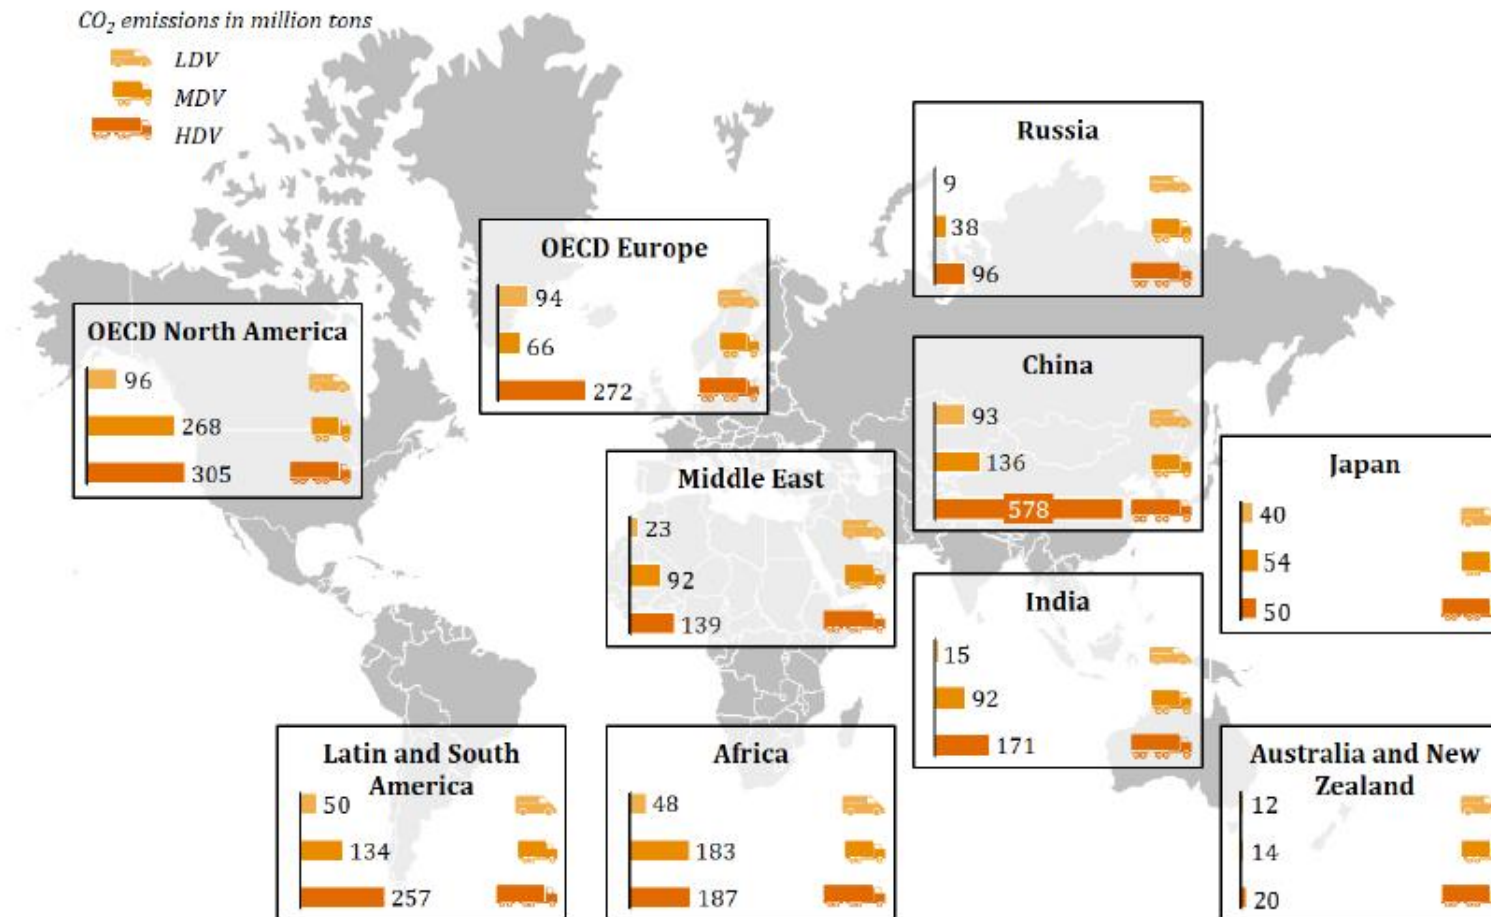 CO₂ emissions in million tons
LDV
MDV
HDV
Russia
9
38
96
OECD Europe
94
66
272
OECD North America
96
268
305
China
93
136
578
Middle East
23
92
139
Japan
40
54
50
India
15
92
171
Latin and South
America
50
134
257
Africa
48
183
187
Australia and New
Zealand
12
14
20